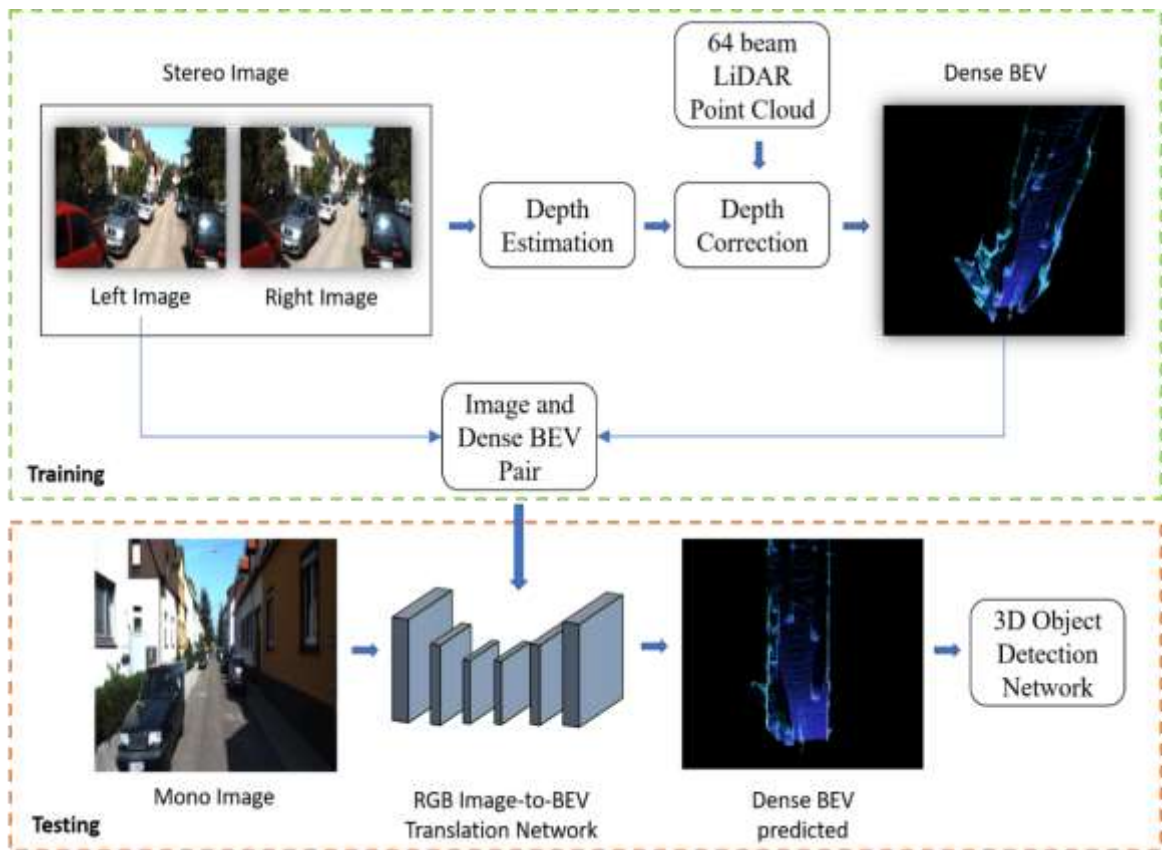 Stereo Image
Left Image
Right Image
Depth
Estimation
64 beam
LiDAR
Point Cloud
Depth
Correction
Dense BEV
Image and
Dense BEV
Pair
Training
Mono Image
RGB Image-to-BEV
Translation Network
Dense BEV
predicted
3D Object
Detection
Network
Testing